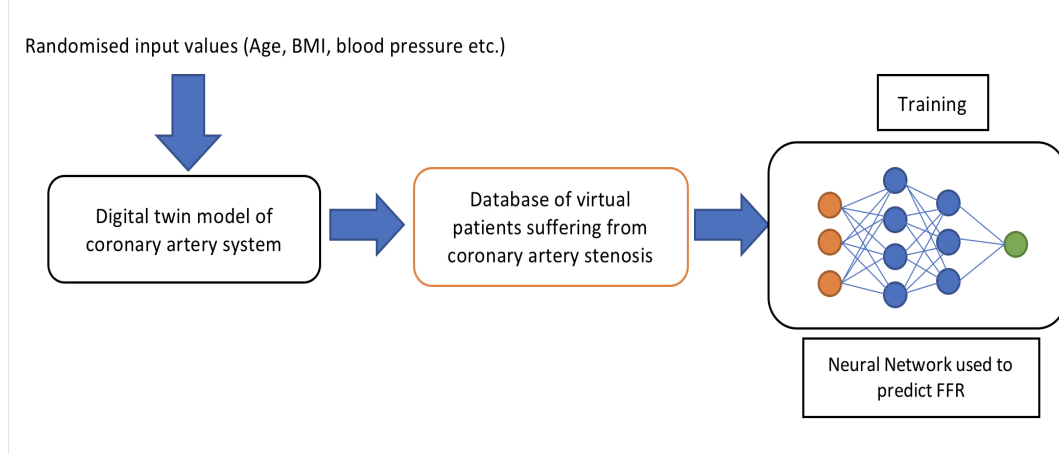 Randomised input values (Age, BMI, blood pressure etc.)
Training
Digital twin model of
coronary artery system
Database of virtual
patients suffering from
coronary artery stenosis
Neural Network used to
predict FFR